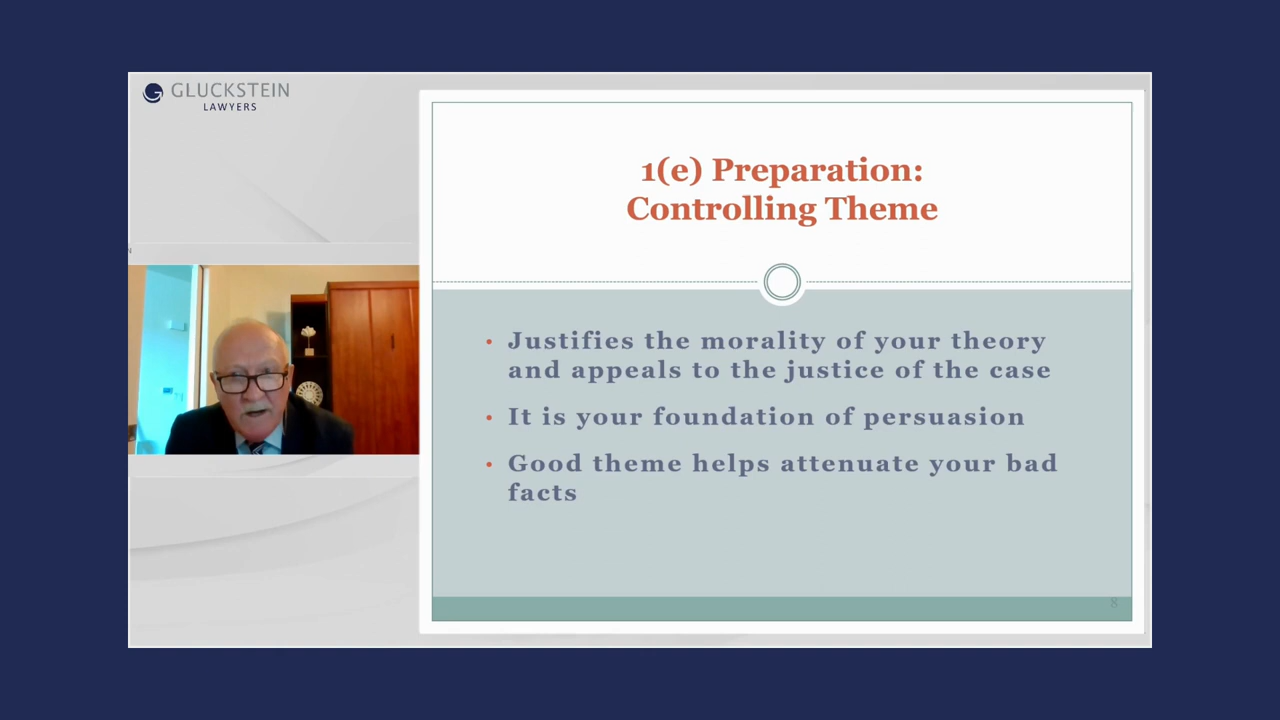 GLUCKSTEIN
LAWYERS
1(e) Preparation:
Controlling Theme
• Justifies the morality of your theory
and appeals to the justice of the case
• It is your foundation of persuasion
• Good theme helps attenuate your bad
facts
8